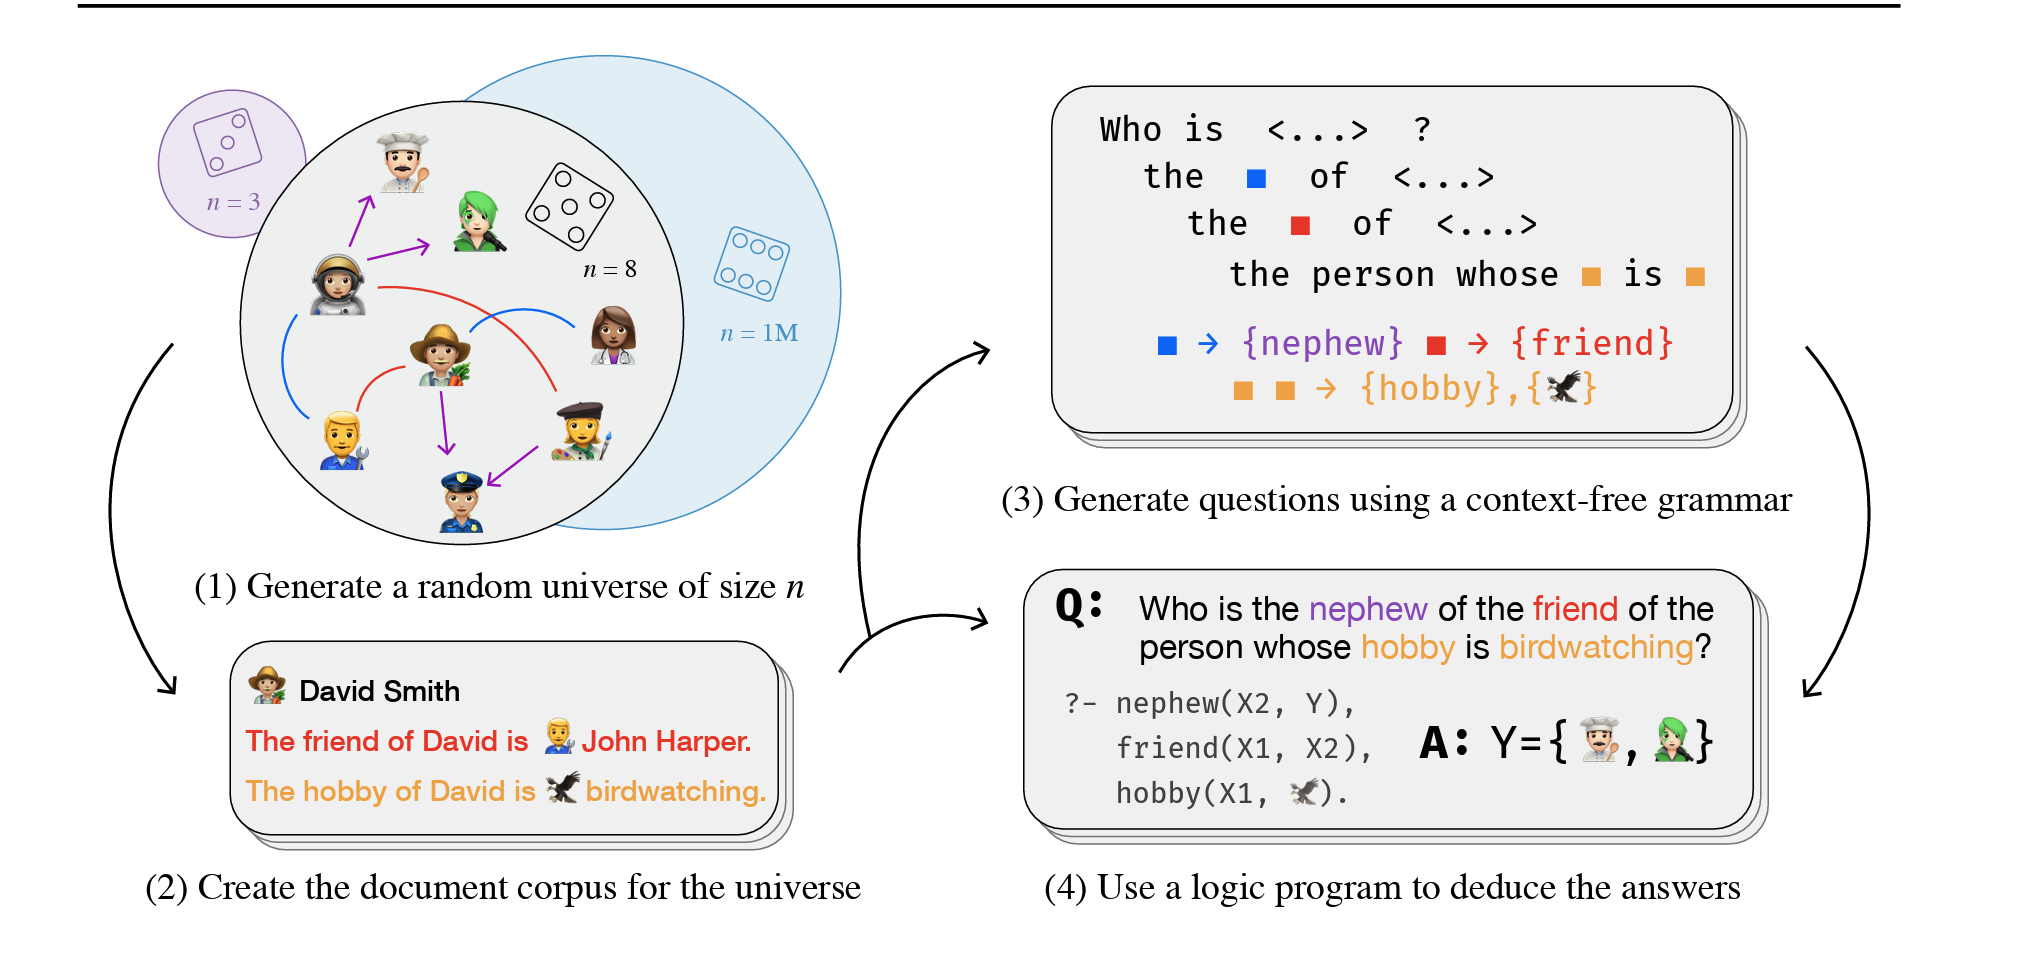 n = 3
n = 8
n = 1M
(1) Generate a random universe of size n
David Smith
The friend of David is John Harper.
The hobby of David is birdwatching.
(2) Create the document corpus for the universe
Who is <...> ?
the ■ of <...>
the ■ of <...>
the person whose ■ is ■
■ → {nephew} ■ → {friend}
■ ■ → {hobby},{🦅}
(3) Generate questions using a context-free grammar
Q: Who is the nephew of the friend of the
person whose hobby is birdwatching?
?- nephew(X2, Y),
friend(X1, X2),
hobby(X1, 🦅).
A: Y={👨‍🍳, 🧑‍🎤}
(4) Use a logic program to deduce the answers